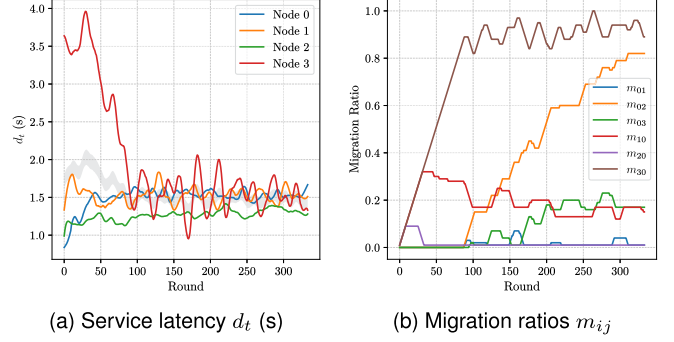 4.0
3.5
3.0
2.5
2.0
1.5
1.0
d_t (s)
0 50 100 150 200 250 300
Round
Node 0
Node 1
Node 2
Node 3
(a) Service latency d_t (s)
1.0
0.8
0.6
0.4
0.2
0.0
Migration Ratio
0 50 100 150 200 250 300
Round
m_01
m_02
m_03
m_10
m_20
m_30
(b) Migration ratios m_ij